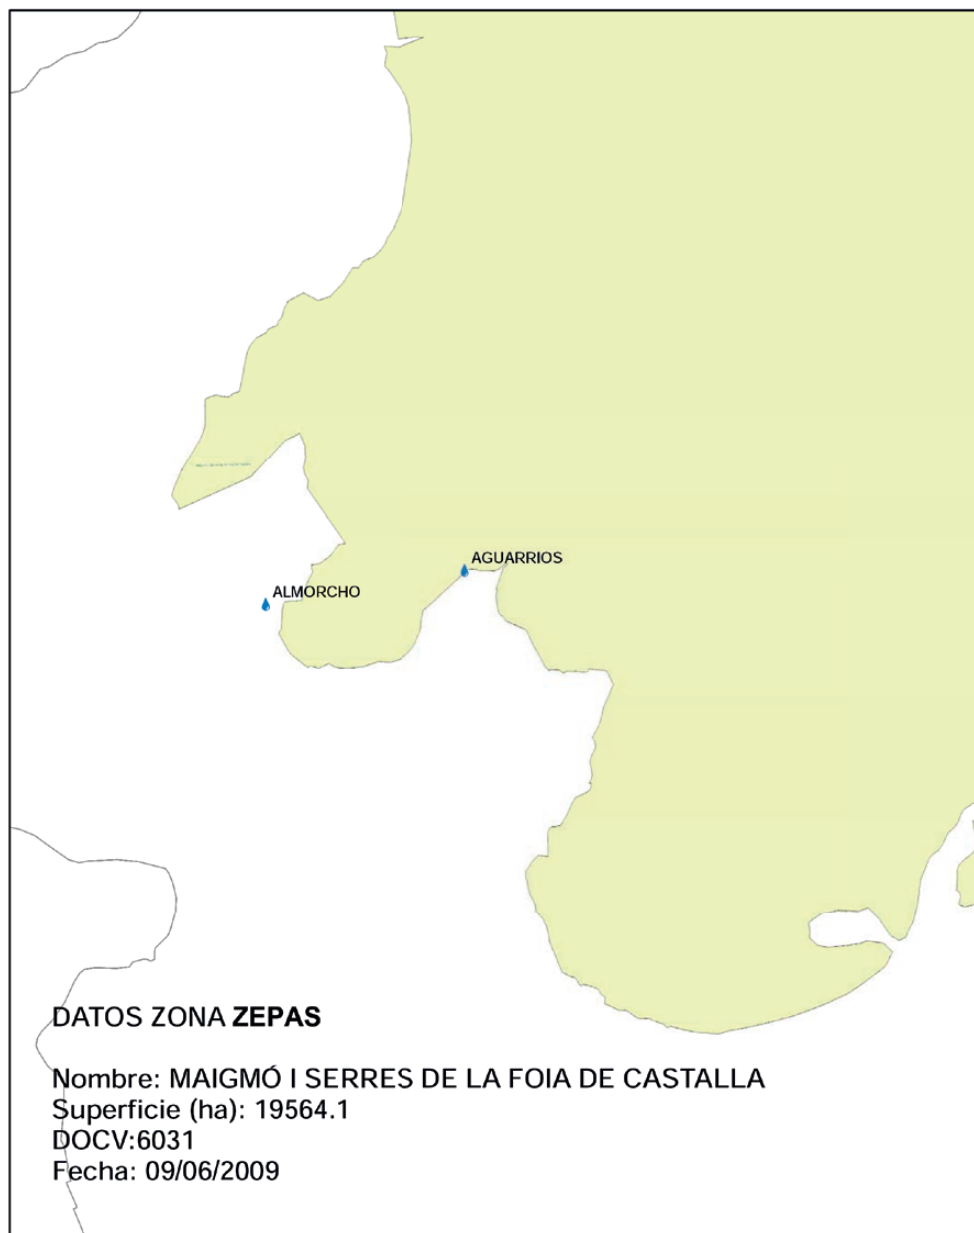 AGUARRIOS
ALMORCHO
DATOS ZONA ZEPAS
Nombre: MAIGMÓ I SERRES DE LA FOIA DE CASTALLA
Superficie (ha): 19564.1
DOCV:6031
Fecha: 09/06/2009